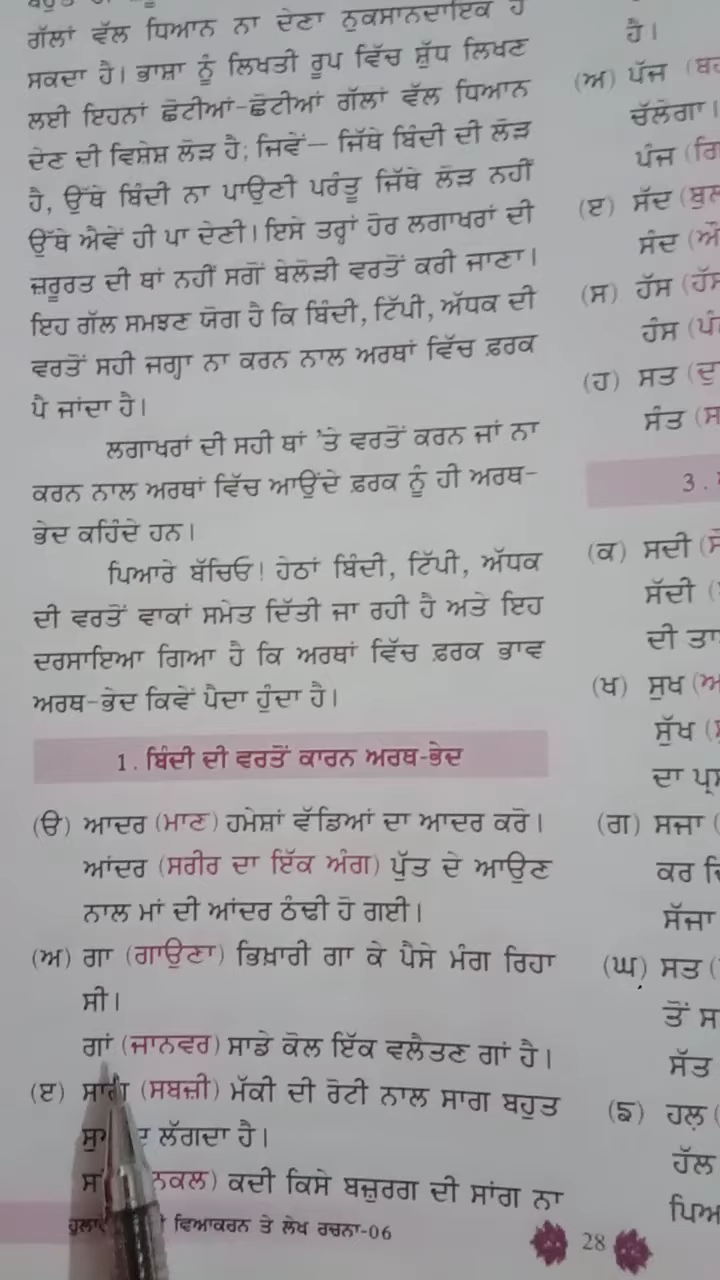 ਗੱਲਾਂ ਵੱਲ ਧਿਆਨ ਨਾ ਦੇਣਾ ਨੁਕਸਾਨਦਾਇਕ ਹੋ
ਸਕਦਾ ਹੈ। ਭਾਸ਼ਾ ਨੂੰ ਲਿਖਤੀ ਰੂਪ ਵਿੱਚ ਸ਼ੁੱਧ ਲਿਖਣ
ਲਈ ਇਹਨਾਂ ਛੋਟੀਆਂ-ਛੋਟੀਆਂ ਗੱਲਾਂ ਵੱਲ ਧਿਆਨ
ਦੇਣ ਦੀ ਵਿਸ਼ੇਸ਼ ਲੋੜ ਹੈ; ਜਿਵੇਂ— ਜਿੱਥੇ ਬਿੰਦੀ ਦੀ ਲੋੜ
ਹੈ, ਉੱਥੇ ਬਿੰਦੀ ਨਾ ਪਾਉਣੀ ਪਰੰਤੂ ਜਿੱਥੇ ਲੋੜ ਨਹੀਂ
ਉੱਥੇ ਐਵੇਂ ਹੀ ਪਾ ਦੇਣੀ। ਇਸੇ ਤਰ੍ਹਾਂ ਹੋਰ ਲਗਾਖਰਾਂ ਦੀ
ਜ਼ਰੂਰਤ ਦੀ ਥਾਂ ਨਹੀਂ ਸਗੋਂ ਬੇਲੋੜੀ ਵਰਤੋਂ ਕਰੀ ਜਾਣਾ।
ਇਹ ਗੱਲ ਸਮਝਣ ਯੋਗ ਹੈ ਕਿ ਬਿੰਦੀ, ਟਿੱਪੀ, ਅੱਧਕ ਦੀ
ਵਰਤੋਂ ਸਹੀ ਜਗ੍ਹਾ ਨਾ ਕਰਨ ਨਾਲ ਅਰਥਾਂ ਵਿੱਚ ਫ਼ਰਕ
ਪੈ ਜਾਂਦਾ ਹੈ।
ਲਗਾਖਰਾਂ ਦੀ ਸਹੀ ਥਾਂ 'ਤੇ ਵਰਤੋਂ ਕਰਨ ਜਾਂ ਨਾ
ਕਰਨ ਨਾਲ ਅਰਥਾਂ ਵਿੱਚ ਆਉਂਦੇ ਫ਼ਰਕ ਨੂੰ ਹੀ ਅਰਥ-
ਭੇਦ ਕਹਿੰਦੇ ਹਨ।
ਪਿਆਰੇ ਬੱਚਿਓ! ਹੇਠਾਂ ਬਿੰਦੀ, ਟਿੱਪੀ, ਅੱਧਕ
ਦੀ ਵਰਤੋਂ ਵਾਕਾਂ ਸਮੇਤ ਦਿੱਤੀ ਜਾ ਰਹੀ ਹੈ ਅਤੇ ਇਹ
ਦਰਸਾਇਆ ਗਿਆ ਹੈ ਕਿ ਅਰਥਾਂ ਵਿੱਚ ਫ਼ਰਕ ਭਾਵ
ਅਰਥ-ਭੇਦ ਕਿਵੇਂ ਪੈਦਾ ਹੁੰਦਾ ਹੈ।
1. ਬਿੰਦੀ ਦੀ ਵਰਤੋਂ ਕਾਰਨ ਅਰਥ-ਭੇਦ
(ੳ) ਆਦਰ (ਮਾਣ) ਹਮੇਸ਼ਾਂ ਵੱਡਿਆਂ ਦਾ ਆਦਰ ਕਰੋ।
ਆਂਦਰ (ਸਰੀਰ ਦਾ ਇੱਕ ਅੰਗ) ਪੁੱਤ ਦੇ ਆਉਣ
ਨਾਲ ਮਾਂ ਦੀ ਆਂਦਰ ਠੰਢੀ ਹੋ ਗਈ।
(ਅ) ਗਾ (ਗਾਉਣਾ) ਭਿਖ਼ਾਰੀ ਗਾ ਕੇ ਪੈਸੇ ਮੰਗ ਰਿਹਾ
ਸੀ।
ਗਾਂ (ਜਾਨਵਰ) ਸਾਡੇ ਕੋਲ ਇੱਕ ਵਲੈਤਣ ਗਾਂ ਹੈ।
(ੲ) ਸਾਗ (ਸਬਜ਼ੀ) ਮੱਕੀ ਦੀ ਰੋਟੀ ਨਾਲ ਸਾਗ ਬਹੁਤ
ਲੱਗਦਾ ਹੈ।
ਨਕਲ) ਕਦੀ ਕਿਸੇ ਬਜ਼ੁਰਗ ਦੀ ਸਾਂਗ ਨਾ
ਵਿਆਕਰਨ ਤੇ ਲੇਖ ਰਚਨਾ-06
28
ਹੈ।
(ਅ) ਪੱਜ
ਚੱਲੇਗਾ।
ਪੰਜ
(ੲ) ਸੱਦ
ਸੰਦ
(ਸ) ਹੱਸ
ਹੰਸ
(ਹ) ਸਤ
ਸੰਤ
3.
(ਕ) ਸਦੀ
ਸੱਦੀ
ਦੀ
(ਖ) ਸੁਖ
ਸੁੱਖ
ਦਾ
(ਗ) ਸਜਾ
ਕਰ
ਸੱਜਾ
(ਘ) ਸਤ
ਤੋਂ
ਸੱਤ
(ਙ) ਹਲ਼
ਹੱਲ